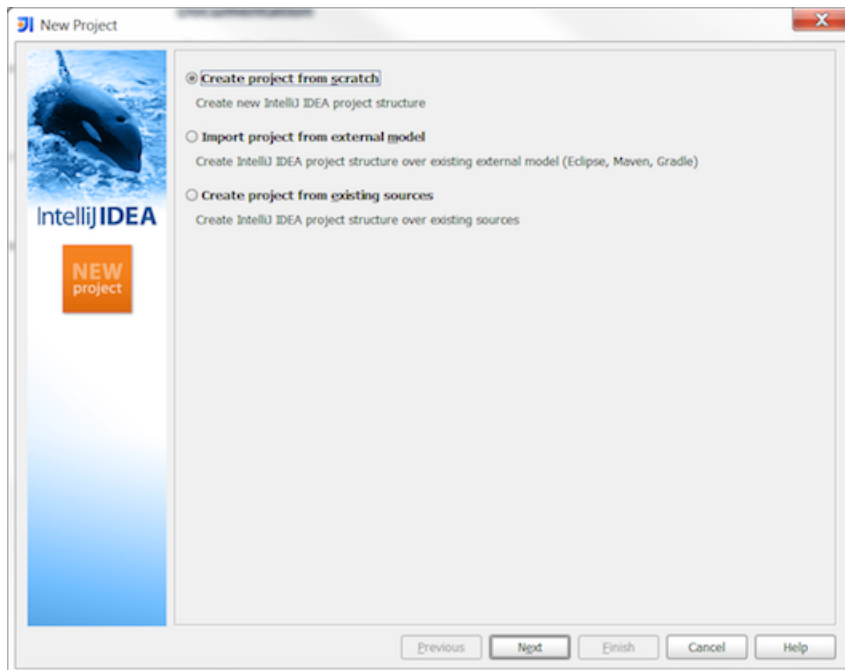 New Project
Create project from scratch
Create new IntelliJ IDEA project structure
Import project from external model
Create IntelliJ IDEA project structure over existing external model (Eclipse, Maven, Gradle)
Create project from existing sources
Create IntelliJ IDEA project structure over existing sources
IntelliJ IDEA
NEW
project
Previous Next Finish Cancel Help